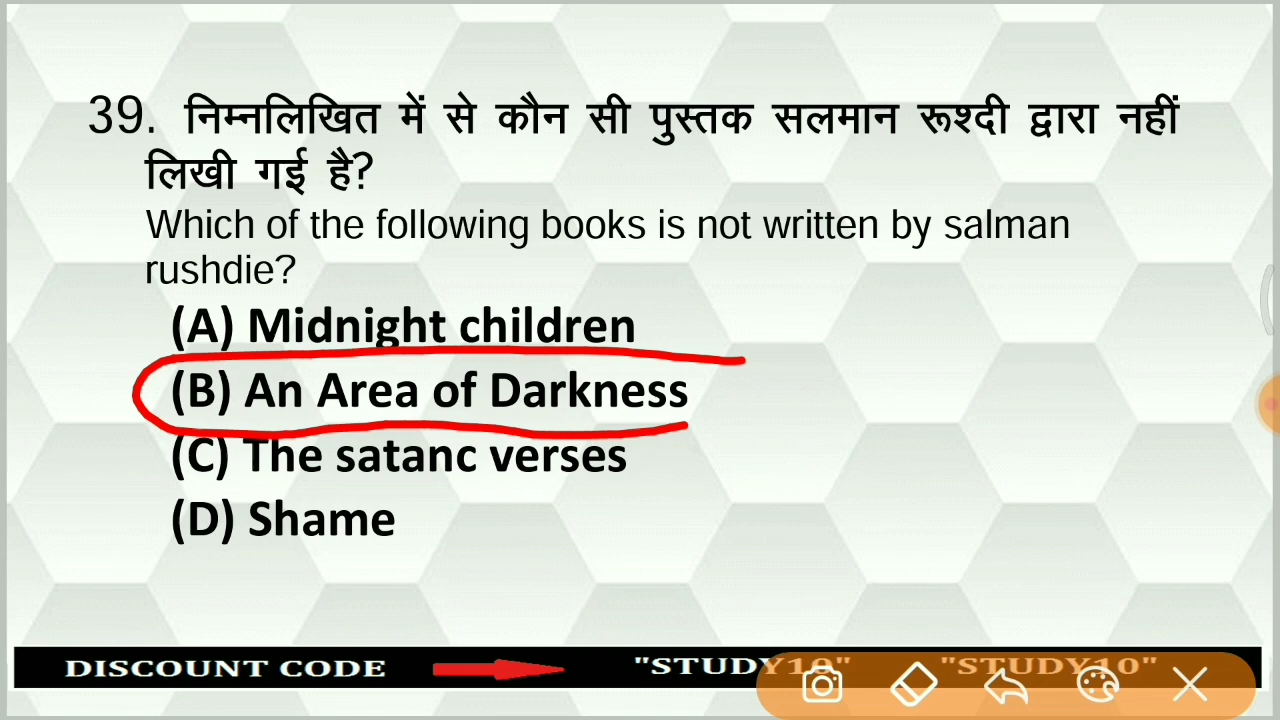 39. निम्नलिखित में से कौन सी पुस्तक सलमान रूश्दी द्वारा नहीं
लिखी गई है?
Which of the following books is not written by salman
rushdie?
(A) Midnight children
(B) An Area of Darkness
(C) The satanc verses
(D) Shame
DISCOUNT CODE "STUDY10" "STUDY10"